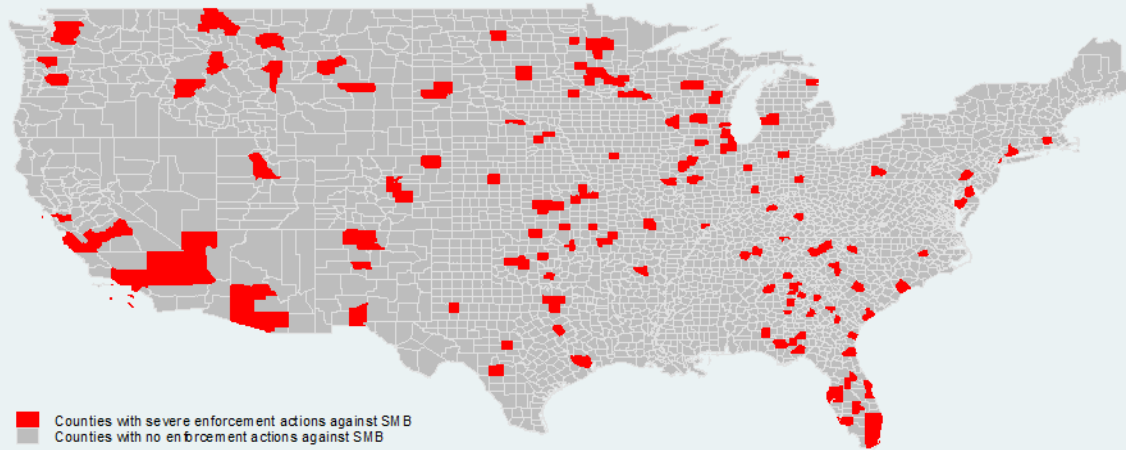 Counties with severe enforcement actions against SMB
Counties with no enforcement actions against SMB